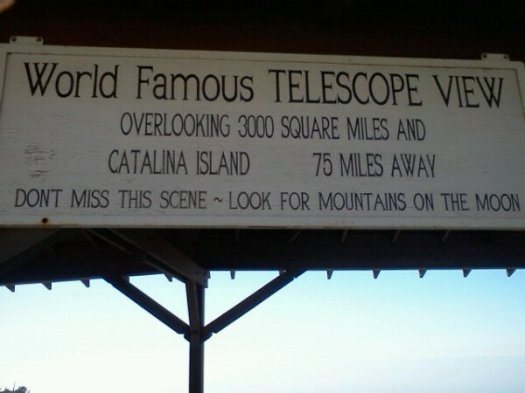 World Famous TELESCOPE VIEW
OVERLOOKING 3000 SQUARE MILES AND
CATALINA ISLAND 75 MILES AWAY
DON'T MISS THIS SCENE ~ LOOK FOR MOUNTAINS ON THE MOON